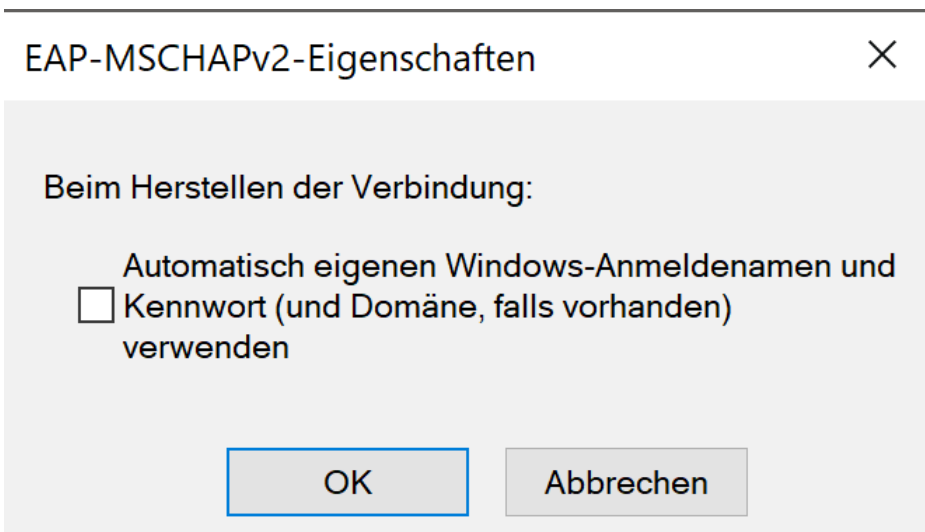 EAP-MSCHAPv2-Eigenschaften
Beim Herstellen der Verbindung:
Automatisch eigenen Windows-Anmeldenamen und
Kennwort (und Domäne, falls vorhanden)
verwenden
OK
Abbrechen